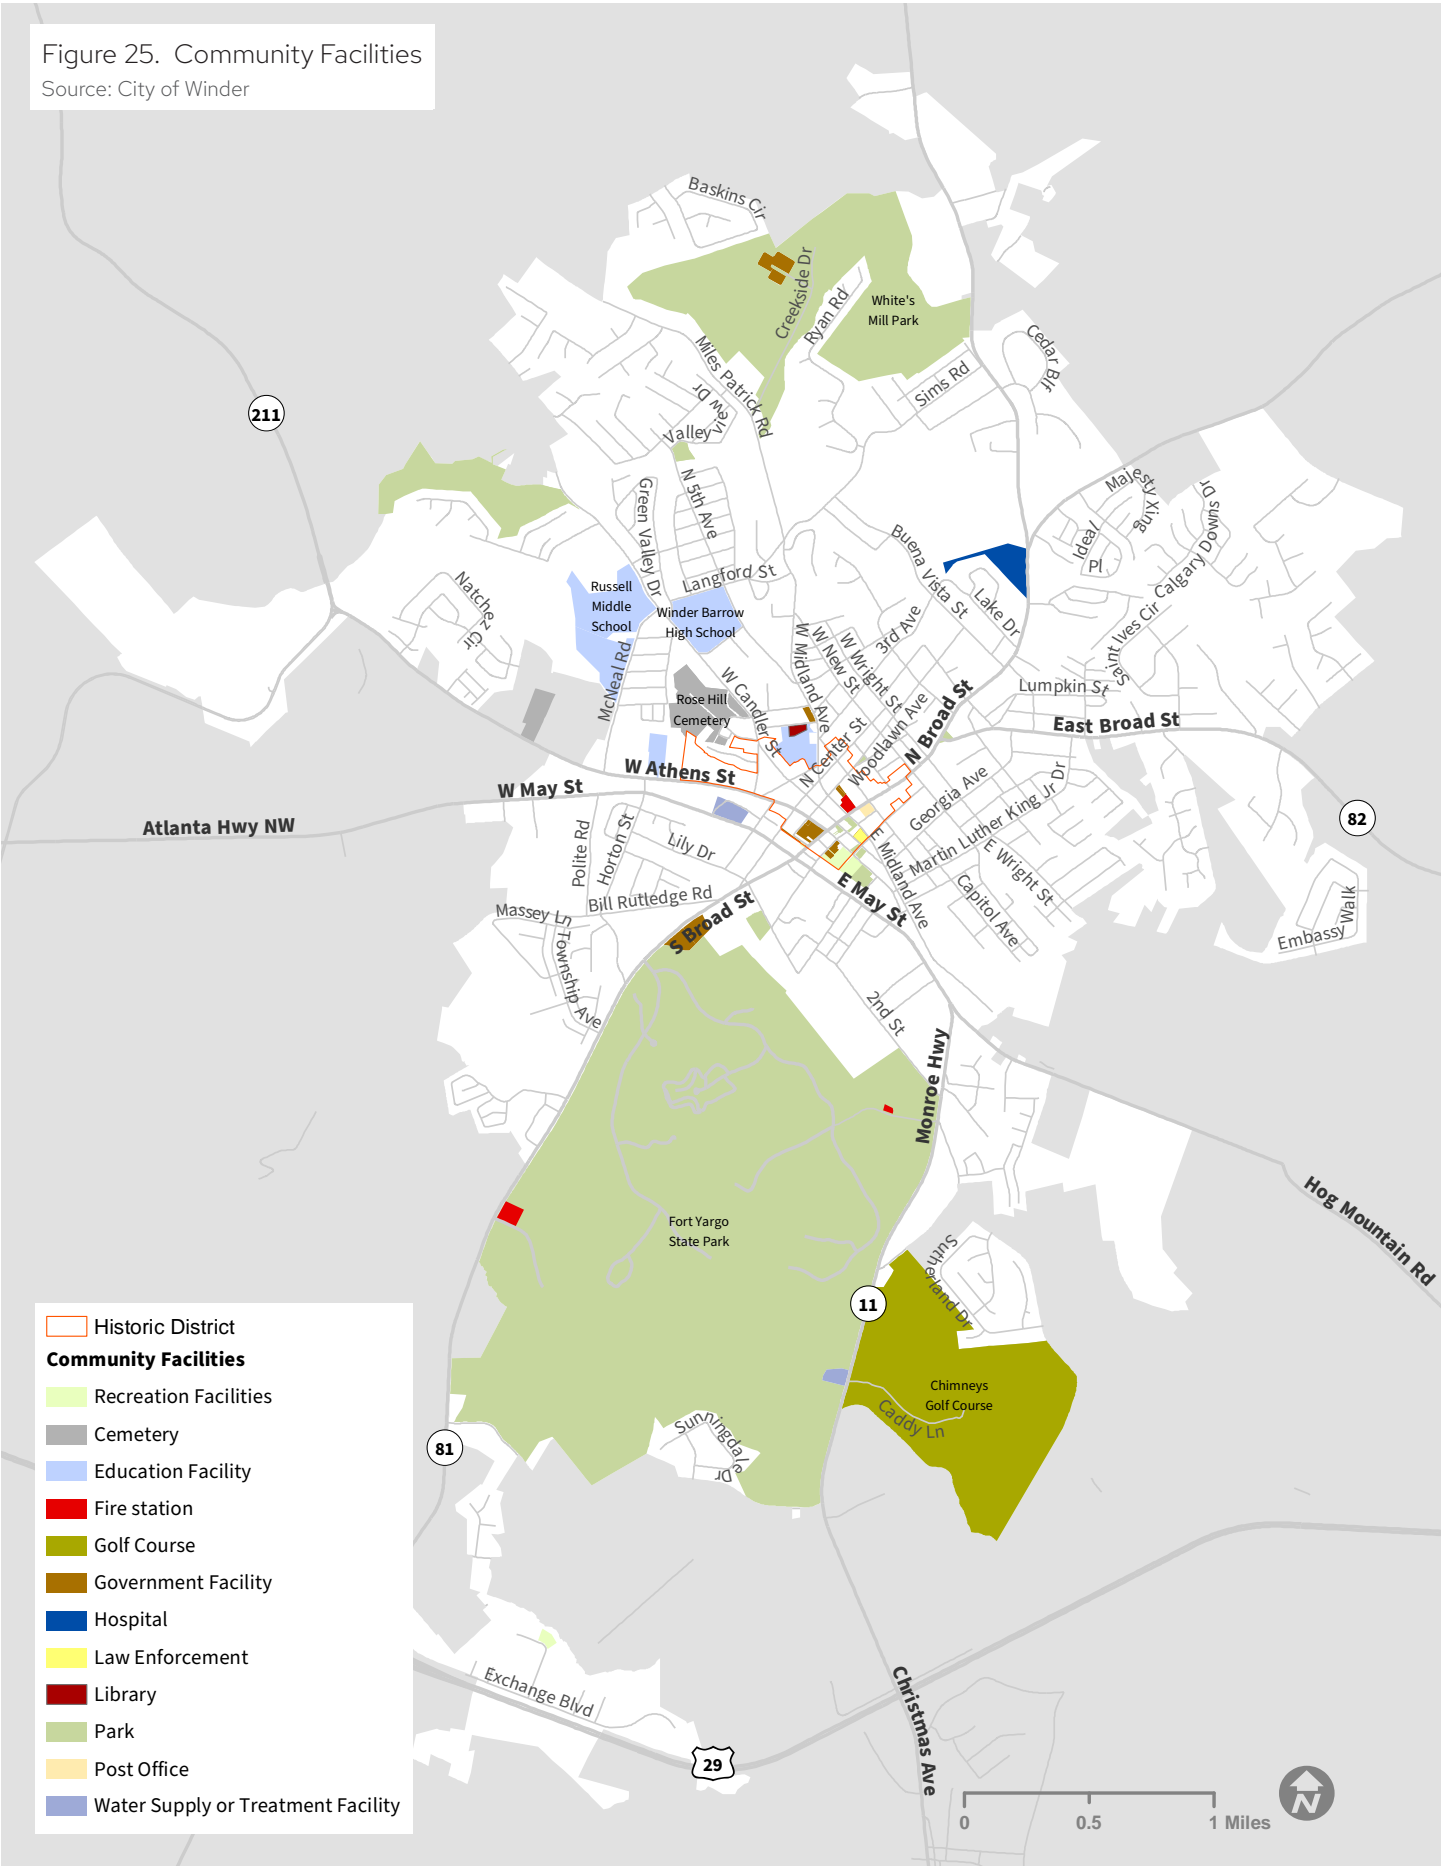 Figure 25.  Community Facilities
Source: City of Winder
Baskins Cir
Creekside Dr
Ryan Rd
White's
Mill Park
Miles Patrick Rd
Sims Rd
Cedar Blf
Valley
view Dr
211
N 5th Ave
Green Valley Dr
Majesty Xing
Calgary Downs Dr
Ideal
Pl
Buena Vista St
Langford St
Natchez Cir
Russell
Middle
School
Winder Barrow
High School
Lake Dr
3rd Ave
Saint Ives Cir
W Midland Ave
W New St
W Wright St
McNeal Rd
W Candler St
Rose Hill
Cemetery
Lumpkin St
N Broad St
East Broad St
Woodlawn Ave
N Center St
W Athens St
W May St
Atlanta Hwy NW
Georgia Ave
Martin Luther King Jr Dr
82
Polite Rd
Horton St
Lily Dr
E Midland Ave
E Wright St
Capitol Ave
E May St
Bill Rutledge Rd
S Broad St
Massey Ln
Township Ave
Embassy Walk
2nd St
Monroe Hwy
Hog Mountain Rd
Fort Yargo
State Park
Sutherland Dr
11
Chimneys
Golf Course
Caddy Ln
Sunningdale Dr
81
Exchange Blvd
29
Christmas Ave
Historic District
Community Facilities
Recreation Facilities
Cemetery
Education Facility
Fire station
Golf Course
Government Facility
Hospital
Law Enforcement
Library
Park
Post Office
Water Supply or Treatment Facility
0
0.5
1 Miles
N